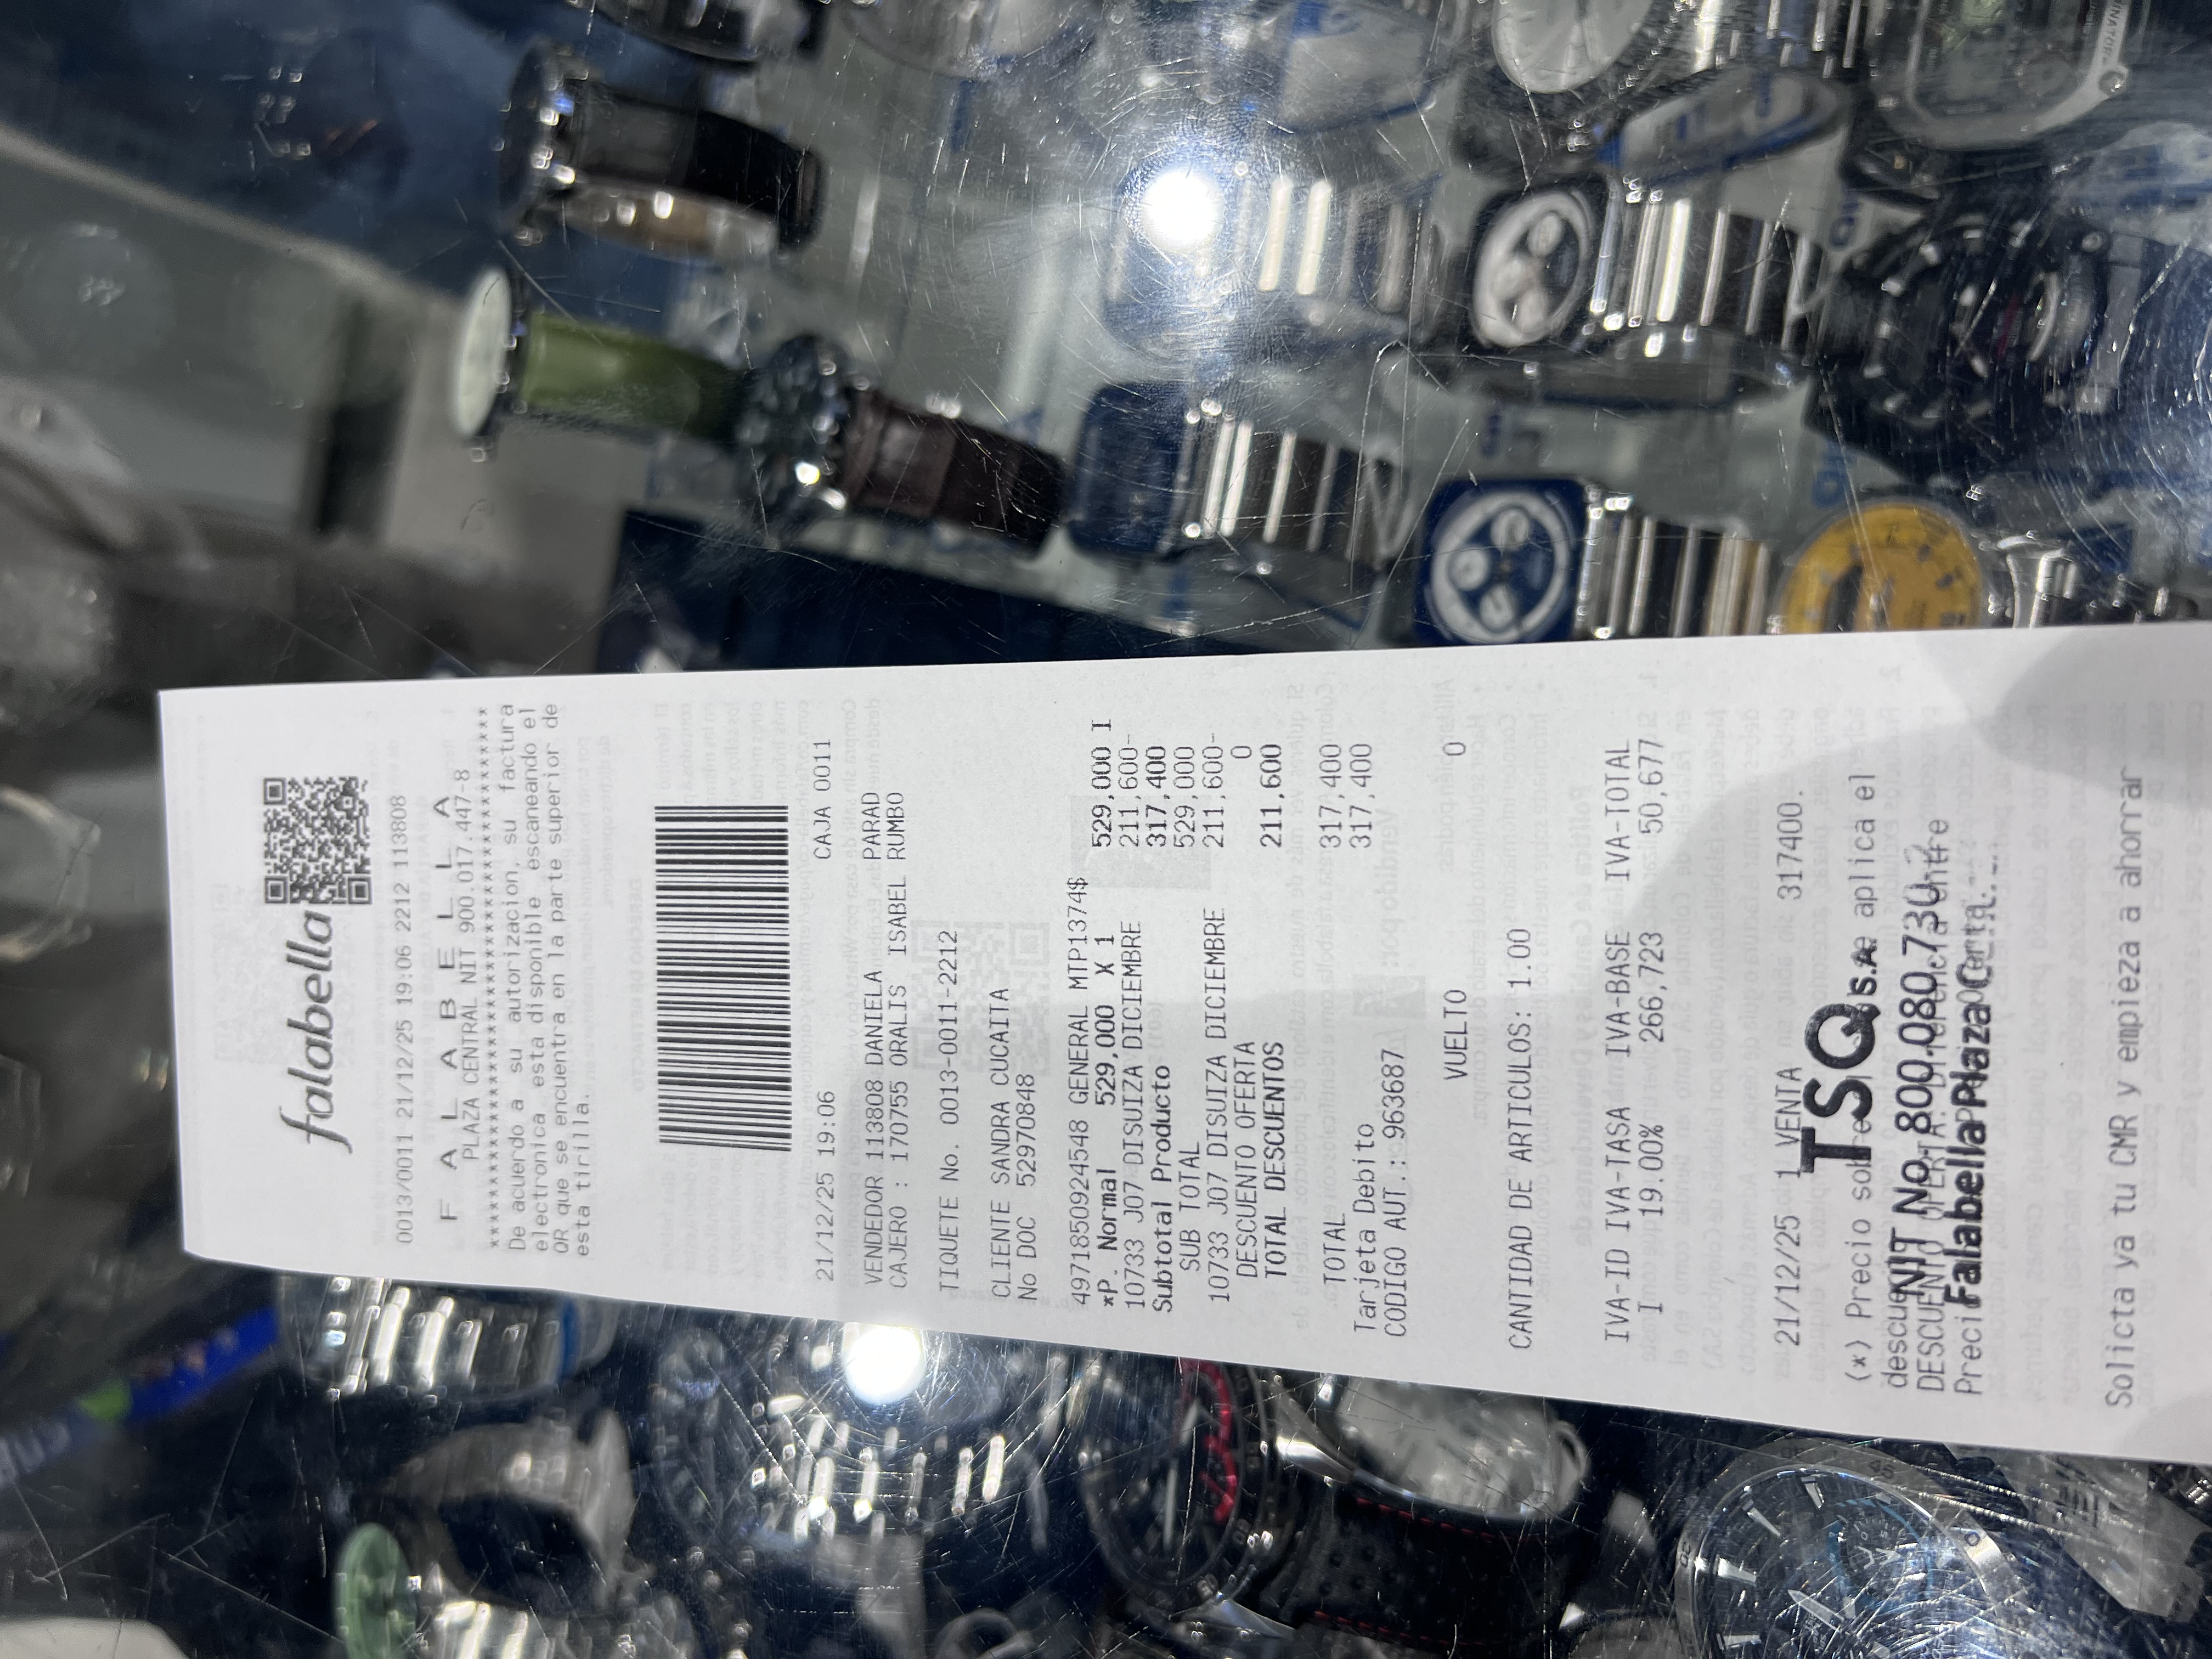 falabella
0013/0011 21/12/25 19:06 2212 113808
F A L A B E L L A
PLAZA CENTRAL NIT 900.017.447-8
****************************************
De acuerdo a su autorizacion, su factura
electronica esta disponible escaneando el
QR que se encuentra en la parte superior de
esta tirilla.
21/12/25 19:06 CAJA 0011
VENDEDOR 113808 DANIELA PARAD
CAJERO : 170755 ORALIS ISABEL RUMBO
TIQUETE No. 0013-0011-2212
CLIENTE SANDRA CUCAITA
No DOC 52970848
4971850924548 GENERAL MTP1374$
*P. Normal 529,000 X 1 529,000 I
10733 J07 DISUIZA DICIEMBRE 211,600-
Subtotal Producto 317,400
SUB TOTAL 529,000
10733 J07 DISUIZA DICIEMBRE 211,600-
DESCUENTO OFERTA 0
TOTAL DESCUENTOS 211,600
TOTAL 317,400
Tarjeta Debito 317,400
CODIGO AUT.: 963687
VUELTO 0
CANTIDAD DE ARTICULOS: 1.00
IVA-ID IVA-TASA IVA-BASE IVA-TOTAL
I 19.00% 266,723 50,677
21/12/25 1 VENTA 317400.
TSQ S.A.
(*) Precio sobre se aplica el
NIT No. 800.080.730
DESCUENTO OFERTA
Falabella Plaza
Solicta ya tu CMR y empieza a ahorrar